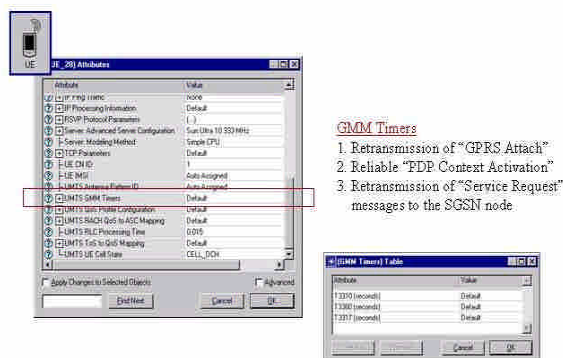 UE
UE_28) Attributes
Attribute Value
IP Ping Traffic None
IP Processing Information Default
RSVP Protocol Parameters (...)
Server: Advanced Server Configuration Sun Ultra 10 333 MHz
Server: Modeling Method Simple CPU
TCP Parameters Default
UE CN ID 1
UE IMSI Auto Assigned
UMTS Antenna Pattern ID Auto Assigned
UMTS GMM Timers Default
UMTS QoS Profile Configuration Default
UMTS RACH QoS to ASC Mapping Default
UMTS RLC Processing Time 0.015
UMTS ToS to QoS Mapping Default
UMTS UE Cell State CELL_DCH
Apply Changes to Selected Objects Advanced
Find Next Cancel OK
GMM Timers
1. Retransmission of “GPRS Attach”
2. Reliable “PDP Context Activation”
3. Retransmission of “Service Request”
messages to the SGSN node
(GMM Timers) Table
Attribute Value
T3310 (seconds) Default
T3380 (seconds) Default
T3317 (seconds) Default
Cancel OK